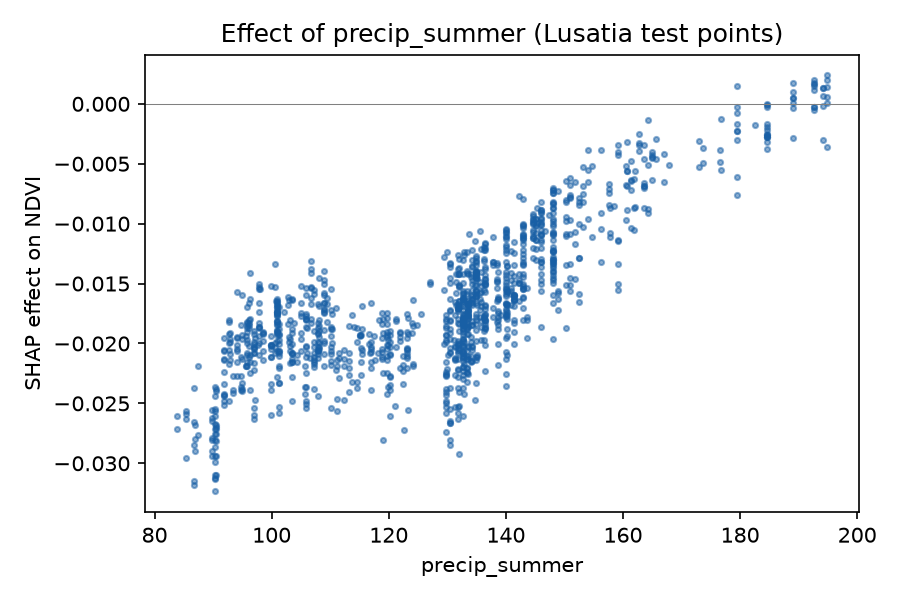 Effect of precip_summer (Lusatia test points)
SHAP effect on NDVI
0.000
−0.005
−0.010
−0.015
−0.020
−0.025
−0.030
80 100 120 140 160 180 200
precip_summer